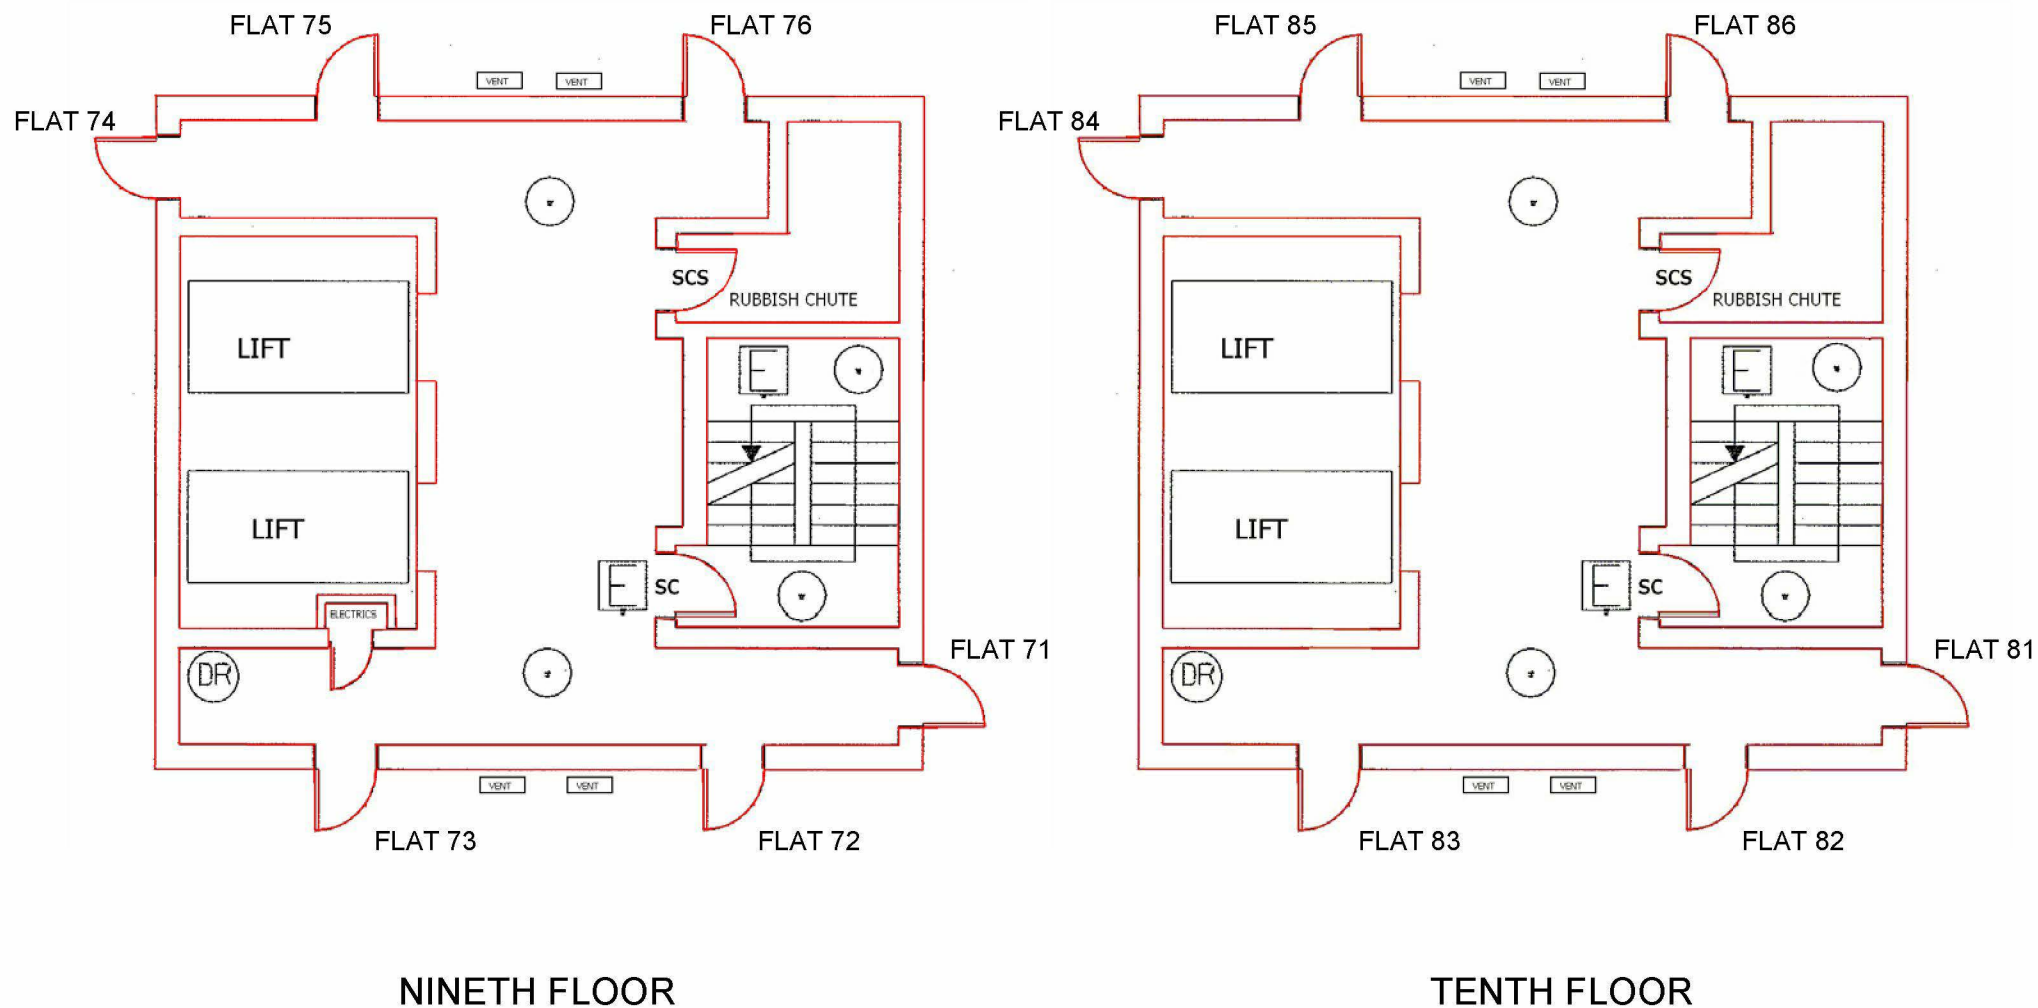 FLAT 75
FLAT 76
VENT
VENT
FLAT 74
SCS
RUBBISH CHUTE
LIFT
E
LIFT
E
SC
ELECTRICS
DR
FLAT 71
VENT
VENT
FLAT 73
FLAT 72
NINETH FLOOR
FLAT 85
FLAT 86
VENT
VENT
FLAT 84
SCS
RUBBISH CHUTE
LIFT
E
LIFT
E
SC
DR
FLAT 81
VENT
VENT
FLAT 83
FLAT 82
TENTH FLOOR